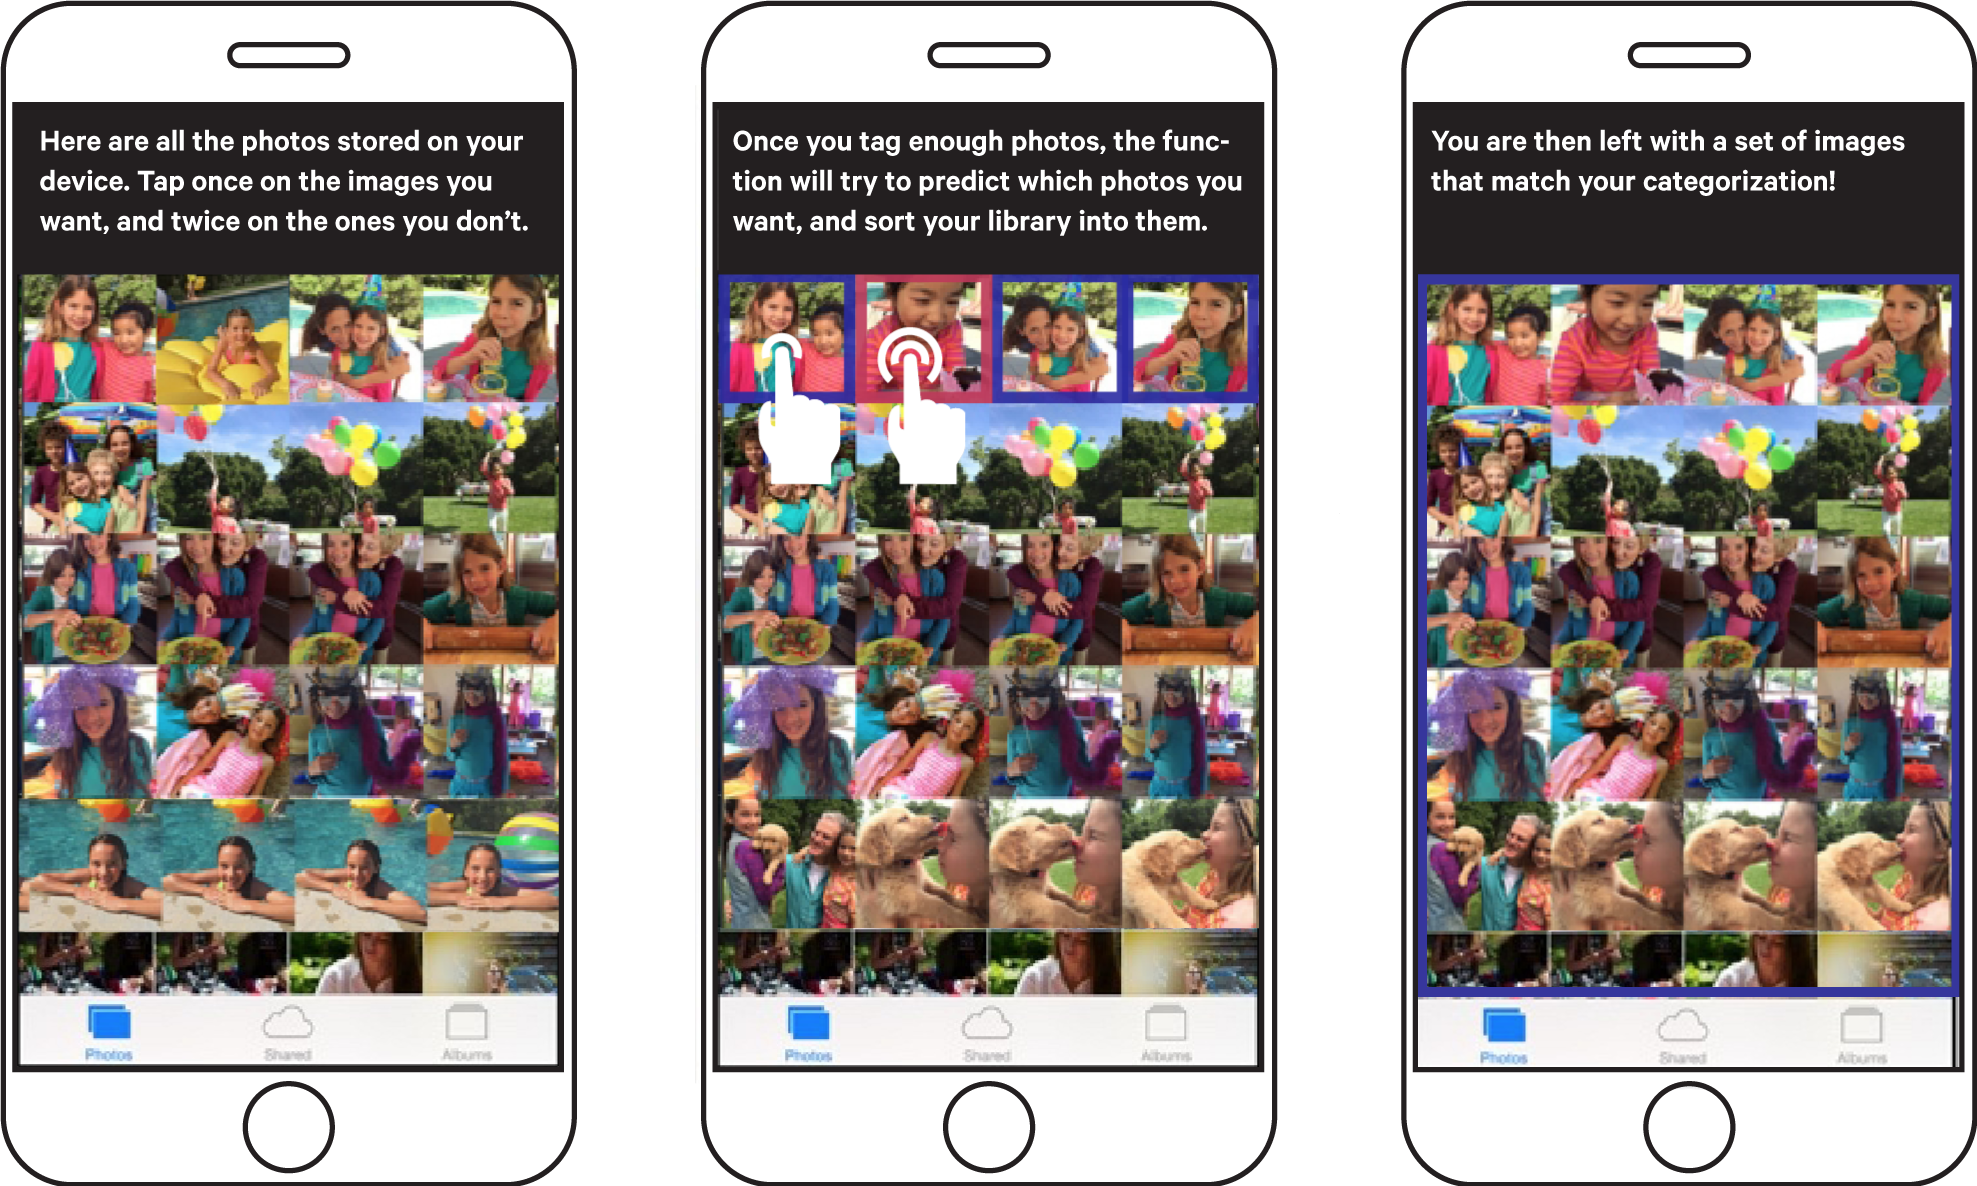 Here are all the photos stored on your
device. Tap once on the images you
want, and twice on the ones you don’t.
Photos
Shared
Albums
Once you tag enough photos, the func-
tion will try to predict which photos you
want, and sort your library into them.
Photos
Shared
Albums
You are then left with a set of images
that match your categorization!
Photos
Shared
Albums